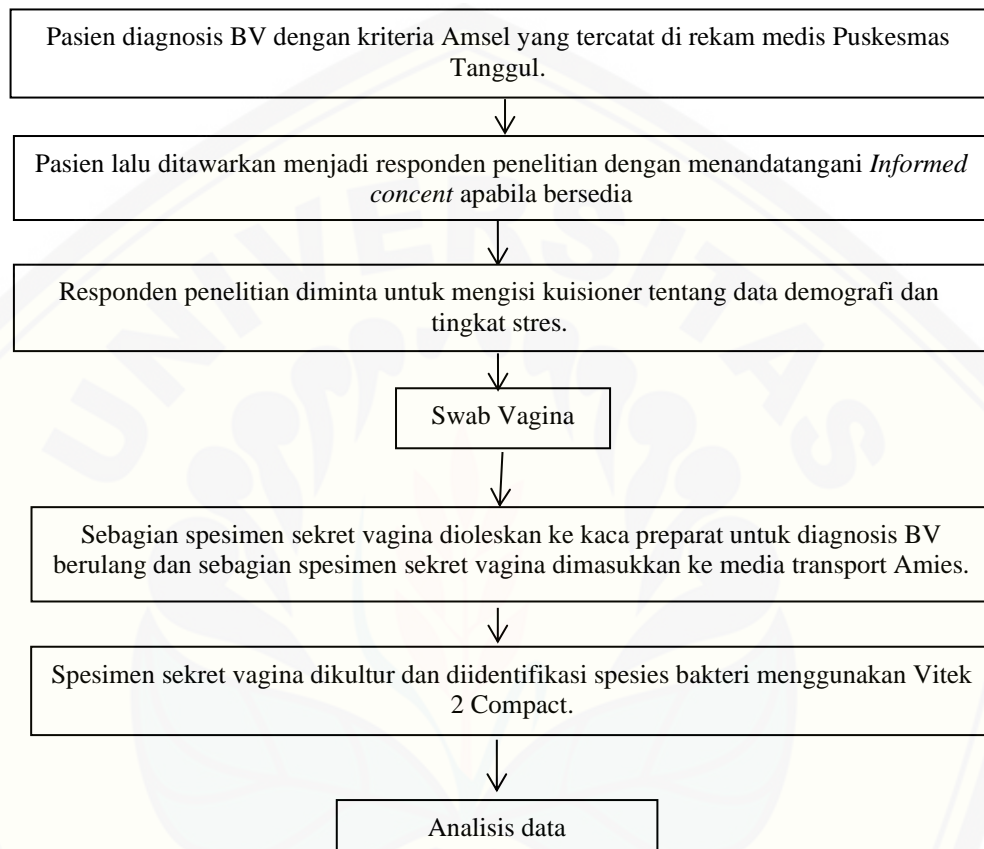 Pasien diagnosis BV dengan kriteria Amsel yang tercatat di rekam medis Puskesmas
Tanggul.
Pasien lalu ditawarkan menjadi responden penelitian dengan menandatangani Informed
concent apabila bersedia
Responden penelitian diminta untuk mengisi kuisioner tentang data demografi dan
tingkat stres.
Swab Vagina
Sebagian spesimen sekret vagina dioleskan ke kaca preparat untuk diagnosis BV
berulang dan sebagian spesimen sekret vagina dimasukkan ke media transport Amies.
Spesimen sekret vagina dikultur dan diidentifikasi spesies bakteri menggunakan Vitek
2 Compact.
Analisis data
UNIVERSITAS